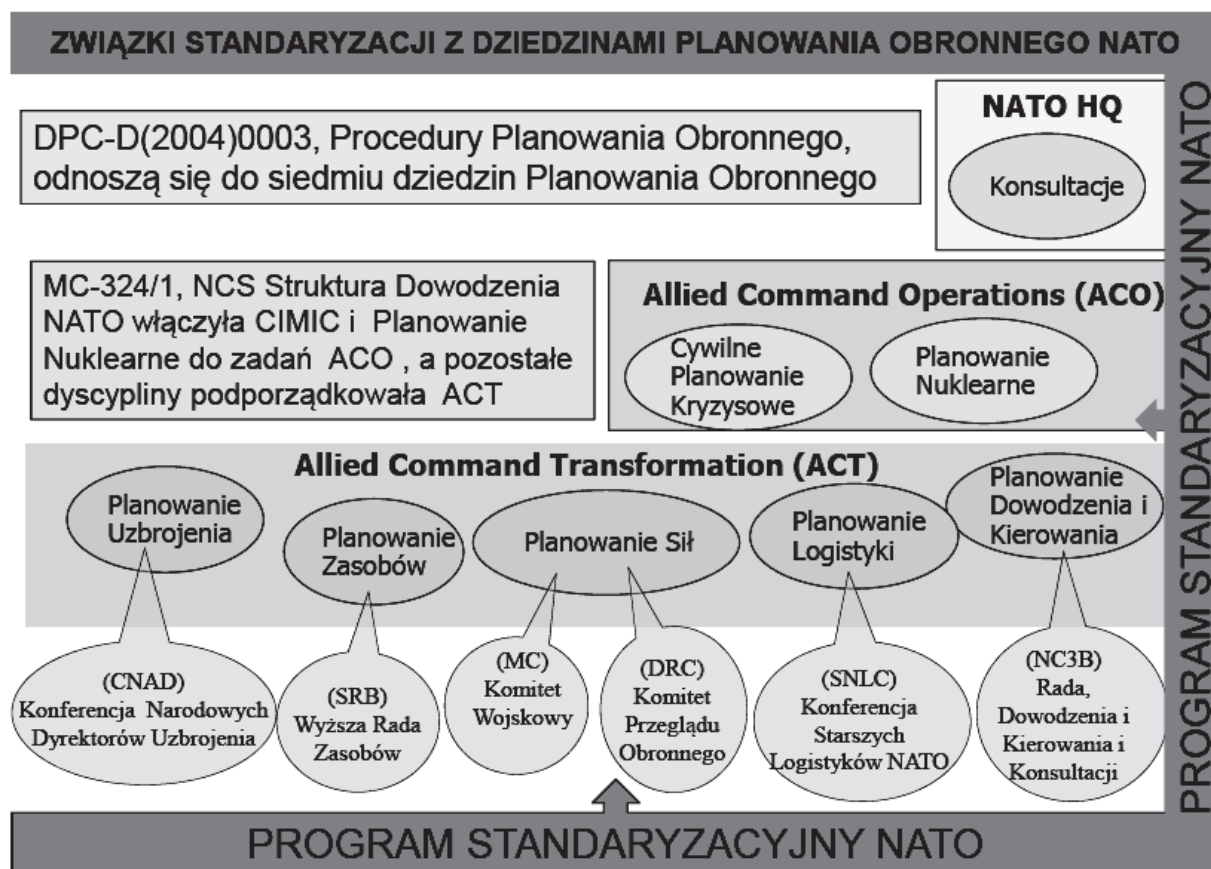 ZWIĄZKI STANDARYZACJI Z DZIEDZINAMI PLANOWANIA OBRONNEGO NATO
DPC-D(2004)0003, Procedury Planowania Obronnego,
odnoszą się do siedmiu dziedzin Planowania Obronnego
NATO HQ
Konsultacje
MC-324/1, NCS Struktura Dowodzenia
NATO włączyła CIMIC i Planowanie
Nuklearne do zadań ACO , a pozostałe
dyscypliny podporządkowała ACT
Allied Command Operations (ACO)
Cywilne
Planowanie
Kryzysowe
Planowanie
Nuklearne
Allied Command Transformation (ACT)
Planowanie
Uzbrojenia
Planowanie
Zasobów
Planowanie Sił
Planowanie
Logistyki
Planowanie
Dowodzenia i
Kierowania
(CNAD)
Konferencja Narodowych
Dyrektorów Uzbrojenia
(SRB)
Wyższa Rada
Zasobów
(MC)
Komitet
Wojskowy
(DRC)
Komitet
Przeglądu
Obronnego
(SNLC)
Konferencja
Starszych
Logistyków NATO
(NC3B)
Rada,
Dowodzenia i
Kierowania i
Konsultacji
PROGRAM STANDARYZACYJNY NATO
PROGRAM STANDARYZACYJNY NATO